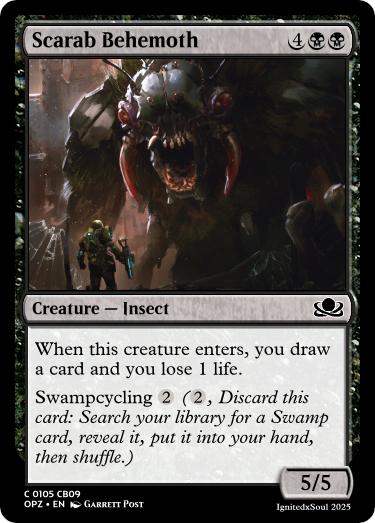 Scarab Behemoth 4
Creature — Insect
When this creature enters, you draw
a card and you lose 1 life.
Swampcycling 2 (2, Discard this
card: Search your library for a Swamp
card, reveal it, put it into your hand,
then shuffle.)
5/5
C 0105 CB09
OPZ • EN Garrett Post
IgnitedxSoul 2025